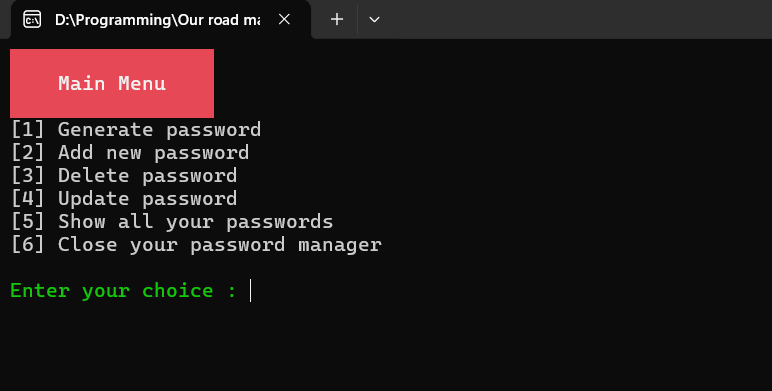 D:\Programming\Our road ma
Main Menu
[1] Generate password
[2] Add new password
[3] Delete password
[4] Update password
[5] Show all your passwords
[6] Close your password manager
Enter your choice :